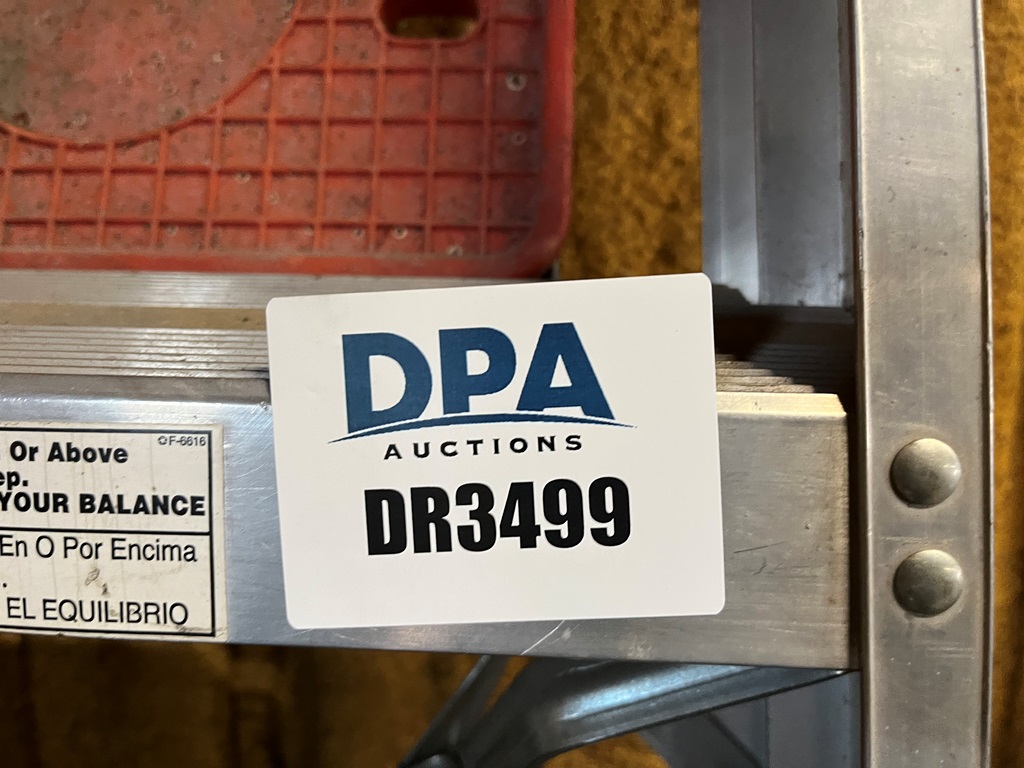 Or Above
F-6616
ep.
YOUR BALANCE
En O Por Encima
.
EL EQUILIBRIO
DPA
AUCTIONS
DR3499